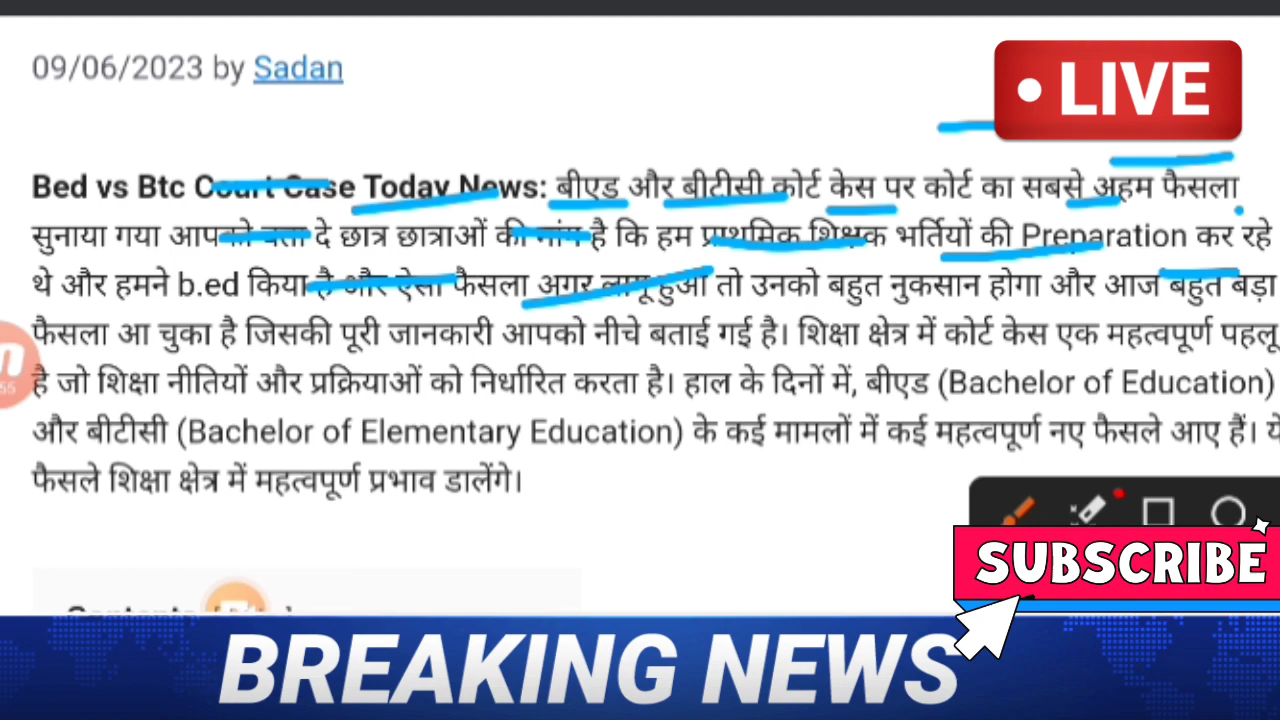 09/06/2023 by Sadan
LIVE
Bed vs Btc Court Case Today News: बीएड और बीटीसी कोर्ट केस पर कोर्ट का सबसे अहम फैसला
सुनाया गया आपको बता दे छात्र छात्राओं की मांग है कि हम प्राथमिक शिक्षक भर्तियों की Preparation कर रहे
थे और हमने b.ed किया है और ऐसा फैसला अगर लागू हुआ तो उनको बहुत नुकसान होगा और आज बहुत बड़ा
फैसला आ चुका है जिसकी पूरी जानकारी आपको नीचे बताई गई है। शिक्षा क्षेत्र में कोर्ट केस एक महत्वपूर्ण पहलू
है जो शिक्षा नीतियों और प्रक्रियाओं को निर्धारित करता है। हाल के दिनों में, बीएड (Bachelor of Education)
और बीटीसी (Bachelor of Elementary Education) के कई मामलों में कई महत्वपूर्ण नए फैसले आए हैं। ये
फैसले शिक्षा क्षेत्र में महत्वपूर्ण प्रभाव डालेंगे।
SUBSCRIBE
BREAKING NEWS